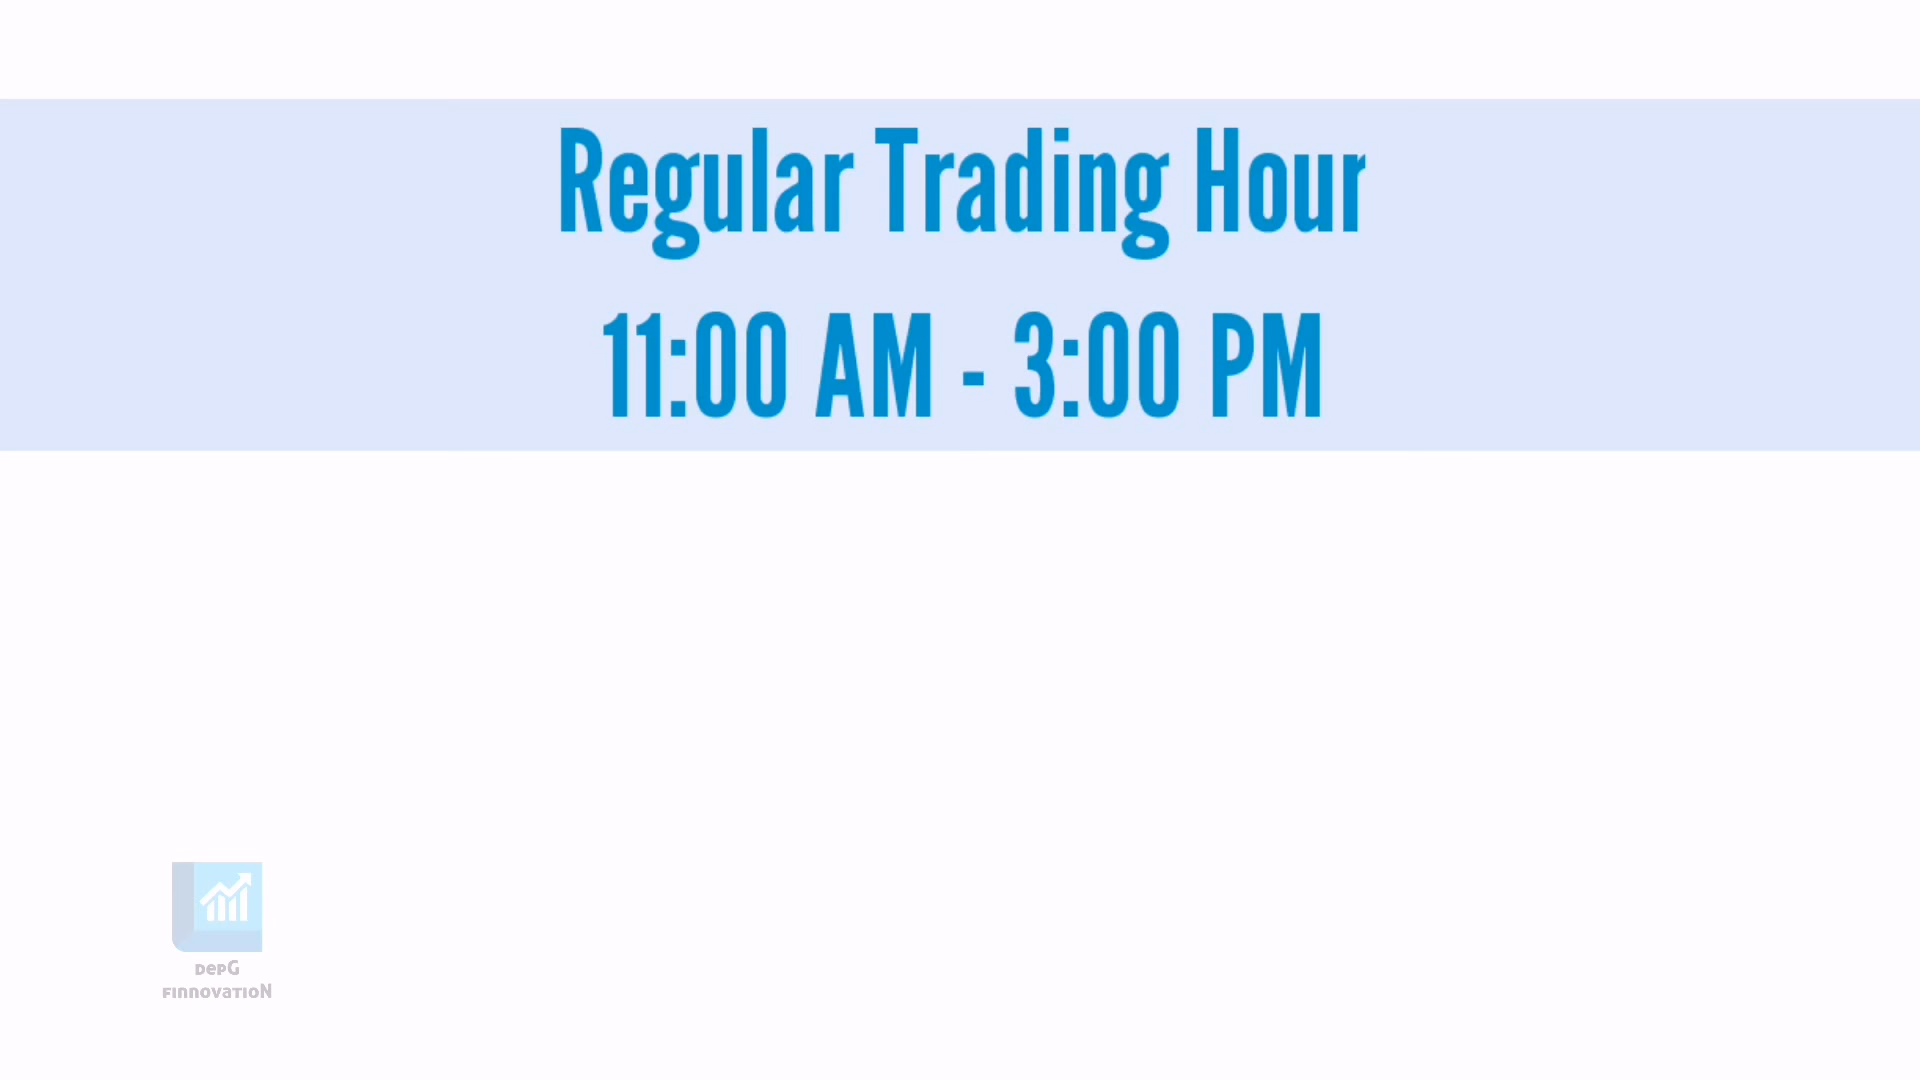 Regular Trading Hour
11:00 AM - 3:00 PM
DepG
FINNOVATION